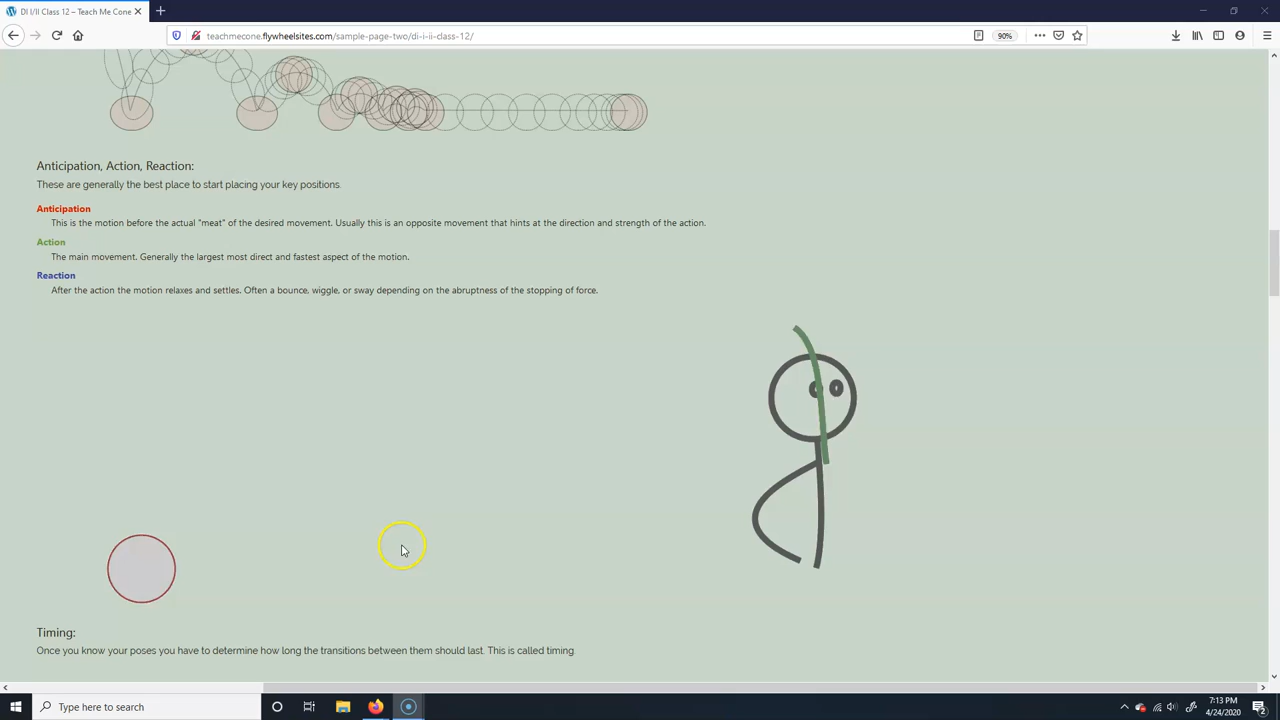 DI I/II Class 12 – Teach Me Cone
teachmecone.flywheelsites.com/sample-page-two/di-i-ii-class-12/
90%
Anticipation, Action, Reaction:
These are generally the best place to start placing your key positions.
Anticipation
This is the motion before the actual "meat" of the desired movement. Usually this is an opposite movement that hints at the direction and strength of the action.
Action
The main movement. Generally the largest most direct and fastest aspect of the motion.
Reaction
After the action the motion relaxes and settles. Often a bounce, wiggle, or sway depending on the abruptness of the stopping of force.
Timing:
Once you know your poses you have to determine how long the transitions between them should last. This is called timing.
Type here to search
7:13 PM
4/24/2020
2